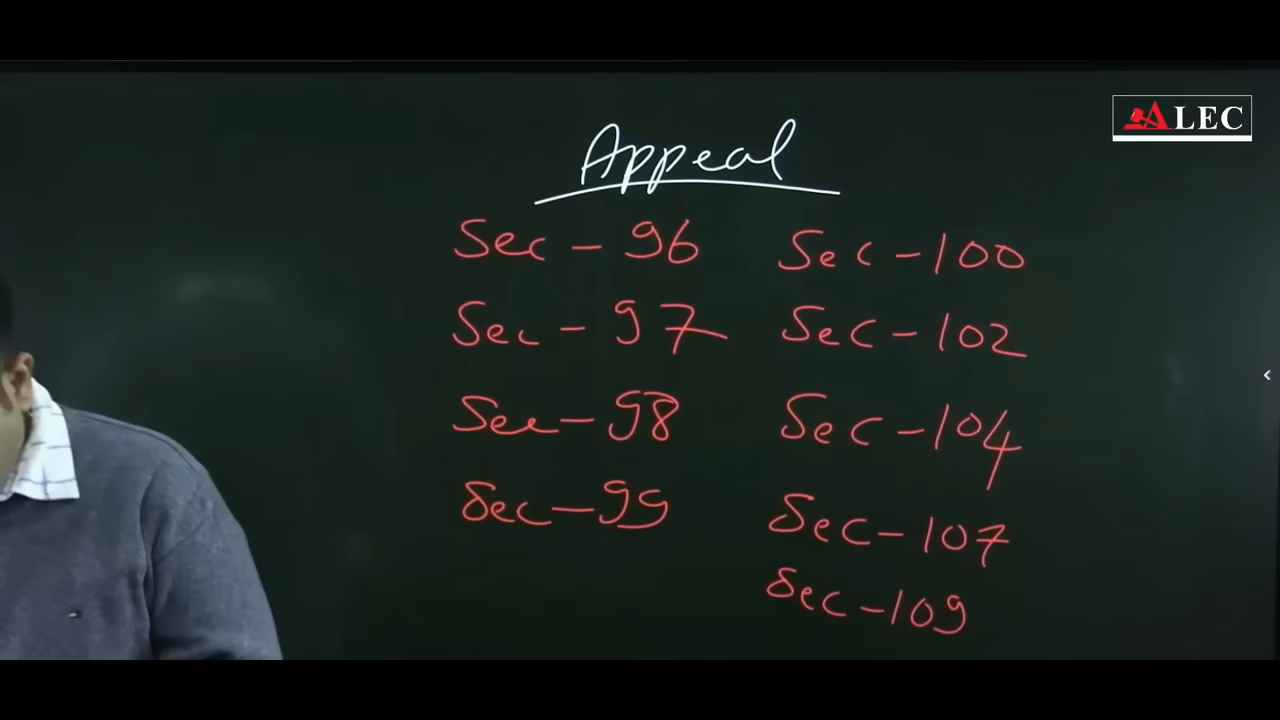 ALEC
Appeal
Sec - 96
Sec - 97
Sec - 98
Sec - 99
Sec - 100
Sec - 102
Sec - 104
Sec - 107
Sec - 109